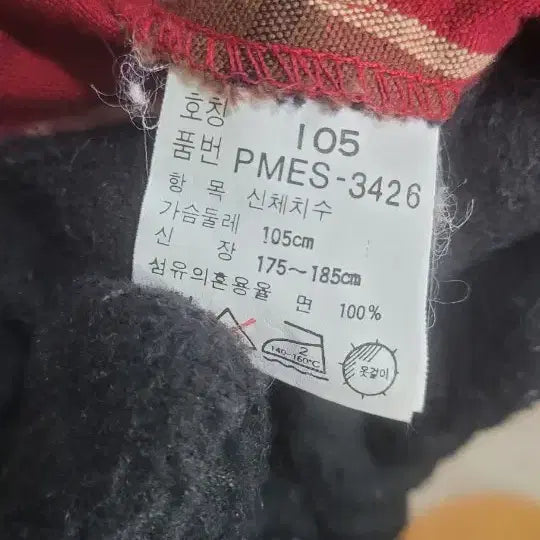 호칭 105
품번 PMES-3426
항 목 신체치수
가슴둘레 105cm
신 장 175~185cm
섬유의혼용율 면 100%
2
140~160℃
옷걸이